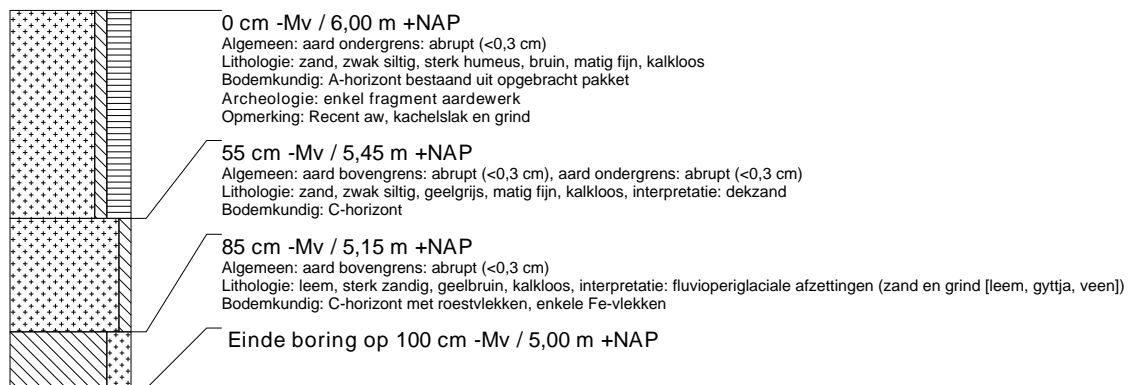 0 cm -Mv / 6,00 m +NAP
Algemeen: aard ondergrens: abrupt (<0,3 cm)
Lithologie: zand, zwak siltig, sterk humeus, bruin, matig fijn, kalkloos
Bodemkundig: A-horizont bestaand uit opgebracht pakket
Archeologie: enkel fragment aardewerk
Opmerking: Recent aw, kachelslak en grind
55 cm -Mv / 5,45 m +NAP
Algemeen: aard bovengrens: abrupt (<0,3 cm), aard ondergrens: abrupt (<0,3 cm)
Lithologie: zand, zwak siltig, geelgrijs, matig fijn, kalkloos, interpretatie: dekzand
Bodemkundig: C-horizont
85 cm -Mv / 5,15 m +NAP
Algemeen: aard bovengrens: abrupt (<0,3 cm)
Lithologie: leem, sterk zandig, geelbruin, kalkloos, interpretatie: fluvioperiglaciale afzettingen (zand en grind [leem, gyttja, veen])
Bodemkundig: C-horizont met roestvlekken, enkele Fe-vlekken
Einde boring op 100 cm -Mv / 5,00 m +NAP